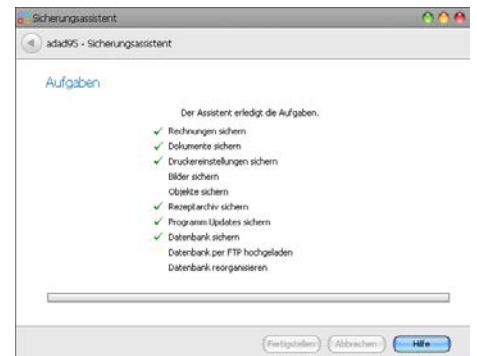 Sicherungsassistent
adad95 - Sicherungsassistent
Aufgaben
Der Assistent erledigt die Aufgaben.
Rechnungen sichern
Dokumente sichern
Druckereinstellungen sichern
Bilder sichern
Objekte sichern
Rezeptarchiv sichern
Programm Updates sichern
Datenbank sichern
Datenbank per FTP hochgeladen
Datenbank reorganisieren
Fertigstellen Abbrechen Hilfe